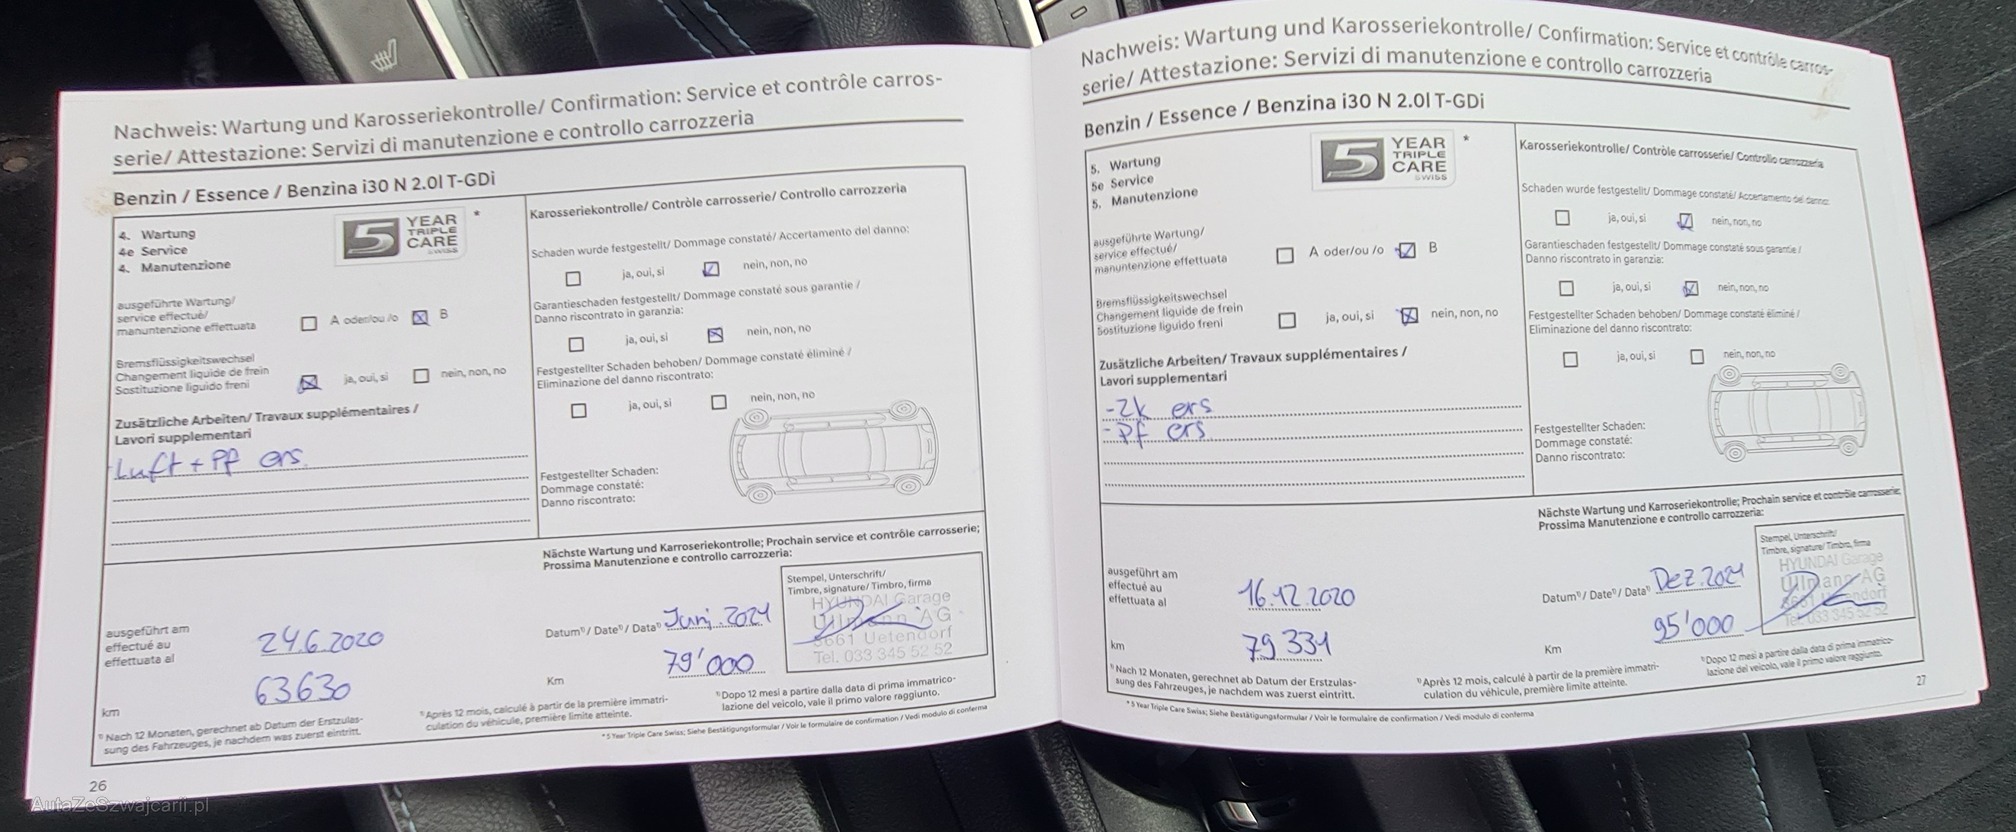 Nachweis: Wartung und Karosseriekontrolle/ Confirmation: Service et contrôle carros-
serie/ Attestazione: Servizi di manutenzione e controllo carrozzeria
Benzin / Essence / Benzina i30 N 2.0l T-GDi
4. Wartung
4e Service
4. Manutenzione
5 YEAR TRIPLE CARE SWISS *
ausgeführte Wartung/
service effectué/
manuntenzione effettuata
A oder/ou /o B
Bremsflüssigkeitswechsel
Changement liquide de frein
Sostituzione liguido freni
ja, oui, si nein, non, no
Zusätzliche Arbeiten/ Travaux supplémentaires /
Lavori supplementari
Luft + Pf ers.
Karosseriekontrolle/ Contrôle carrosserie/ Controllo carrozzeria
Schaden wurde festgestellt/ Dommage constaté/ Accertamento del danno:
ja, oui, si nein, non, no
Garantieschaden festgestellt/ Dommage constaté sous garantie /
Danno riscontrato in garanzia:
ja, oui, si nein, non, no
Festgestellter Schaden behoben/ Dommage constaté éliminé /
Eliminazione del danno riscontrato:
ja, oui, si nein, non, no
Festgestellter Schaden:
Dommage constaté:
Danno riscontrato:
Nächste Wartung und Karroseriekontrolle; Prochain service et contrôle carrosserie;
Prossima Manutenzione e controllo carrozzeria:
ausgeführt am
effectué au
effettuata al
24.6.2020
Datum¹⁾/ Date¹⁾/ Data¹⁾ Juni.2021
Stempel, Unterschrift/
Timbre, signature/ Timbro, firma
HYUNDAI Garage
AG
3661 Uetendorf
Tel. 033 345 52 52
km 63630
Km 79'000
¹⁾ Nach 12 Monaten, gerechnet ab Datum der Erstzulas-
sung des Fahrzeuges, je nachdem was zuerst eintritt.
¹⁾ Après 12 mois, calculé à partir de la première immatri-
culation du véhicule, première limite atteinte.
¹⁾ Dopo 12 mesi a partire dalla data di prima immatrico-
lazione del veicolo, vale il primo valore raggiunto.
* 5 Year Triple Care Swiss; Siehe Bestätigungsformular / Voir le formulaire de confirmation / Vedi modulo di conferma
26
AutaZeSzwajcarii.pl
Nachweis: Wartung und Karosseriekontrolle/ Confirmation: Service et contrôle carros-
serie/ Attestazione: Servizi di manutenzione e controllo carrozzeria
Benzin / Essence / Benzina i30 N 2.0l T-GDi
5. Wartung
5e Service
5. Manutenzione
5 YEAR TRIPLE CARE SWISS *
ausgeführte Wartung/
service effectué/
manuntenzione effettuata
A oder/ou /o B
Bremsflüssigkeitswechsel
Changement liquide de frein
Sostituzione liguido freni
ja, oui, si nein, non, no
Zusätzliche Arbeiten/ Travaux supplémentaires /
Lavori supplementari
- Zk ers
- Pf ers
Karosseriekontrolle/ Contrôle carrosserie/ Controllo carrozzeria
Schaden wurde festgestellt/ Dommage constaté/ Accertamento del danno:
ja, oui, si nein, non, no
Garantieschaden festgestellt/ Dommage constaté sous garantie /
Danno riscontrato in garanzia:
ja, oui, si nein, non, no
Festgestellter Schaden behoben/ Dommage constaté éliminé /
Eliminazione del danno riscontrato:
ja, oui, si nein, non, no
Festgestellter Schaden:
Dommage constaté:
Danno riscontrato:
Nächste Wartung und Karroseriekontrolle; Prochain service et contrôle carrosserie;
Prossima Manutenzione e controllo carrozzeria:
ausgeführt am
effectué au
effettuata al
16.12.2020
Datum¹⁾/ Date¹⁾/ Data¹⁾ Dez.2021
Stempel, Unterschrift/
Timbre, signature/ Timbro, firma
HYUNDAI Garage
AG
3661 Uetendorf
Tel. 033 345 52 52
km 79 331
Km 95'000
¹⁾ Nach 12 Monaten, gerechnet ab Datum der Erstzulas-
sung des Fahrzeuges, je nachdem was zuerst eintritt.
¹⁾ Après 12 mois, calculé à partir de la première immatri-
culation du véhicule, première limite atteinte.
¹⁾ Dopo 12 mesi a partire dalla data di prima immatrico-
lazione del veicolo, vale il primo valore raggiunto.
* 5 Year Triple Care Swiss; Siehe Bestätigungsformular / Voir le formulaire de confirmation / Vedi modulo di conferma
27